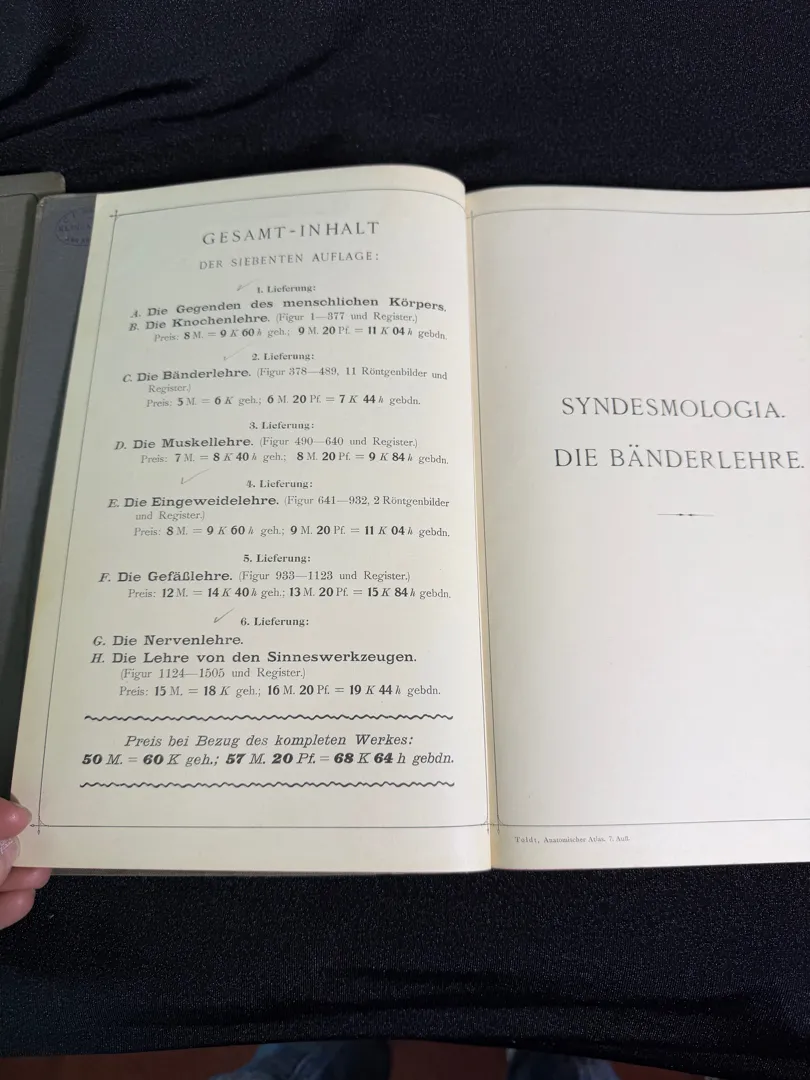 GESAMT-INHALT
DER SIEBENTEN AUFLAGE:
1. Lieferung:
A. Die Gegenden des menschlichen Körpers.
B. Die Knochenlehre. (Figur 1—377 und Register.)
Preis: 8 M. = 9 K 60 h geh.; 9 M. 20 Pf. = 11 K 04 h gebdn.
2. Lieferung:
C. Die Bänderlehre. (Figur 378—489, 11 Röntgenbilder und
Register.)
Preis: 5 M. = 6 K geh.; 6 M. 20 Pf. = 7 K 44 h gebdn.
3. Lieferung:
D. Die Muskellehre. (Figur 490—640 und Register.)
Preis: 7 M. = 8 K 40 h geh.; 8 M. 20 Pf. = 9 K 84 h gebdn.
4. Lieferung:
E. Die Eingeweidelehre. (Figur 641—932, 2 Röntgenbilder
und Register.)
Preis: 8 M. = 9 K 60 h geh.; 9 M. 20 Pf. = 11 K 04 h gebdn.
5. Lieferung:
F. Die Gefäßlehre. (Figur 933—1123 und Register.)
Preis: 12 M. = 14 K 40 h geh.; 13 M. 20 Pf. = 15 K 84 h gebdn.
6. Lieferung:
G. Die Nervenlehre.
H. Die Lehre von den Sinneswerkzeugen.
(Figur 1124—1505 und Register.)
Preis: 15 M. = 18 K geh.; 16 M. 20 Pf. = 19 K 44 h gebdn.
Preis bei Bezug des kompleten Werkes:
50 M. = 60 K geh.; 57 M. 20 Pf. = 68 K 64 h gebdn.
SYNDESMOLOGIA.
DIE BÄNDERLEHRE.
Toldt, Anatomischer Atlas. 7. Aufl.